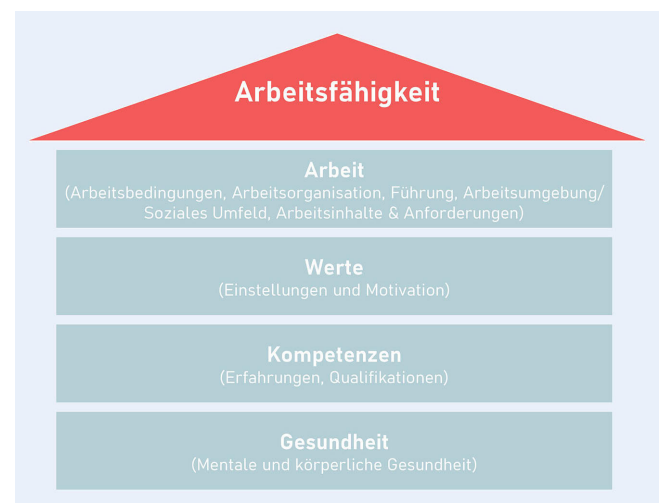 Arbeitsfähigkeit
Arbeit
(Arbeitsbedingungen, Arbeitsorganisation, Führung, Arbeitsumgebung/
Soziales Umfeld, Arbeitsinhalte & Anforderungen)
Werte
(Einstellungen und Motivation)
Kompetenzen
(Erfahrungen, Qualifikationen)
Gesundheit
(Mentale und körperliche Gesundheit)